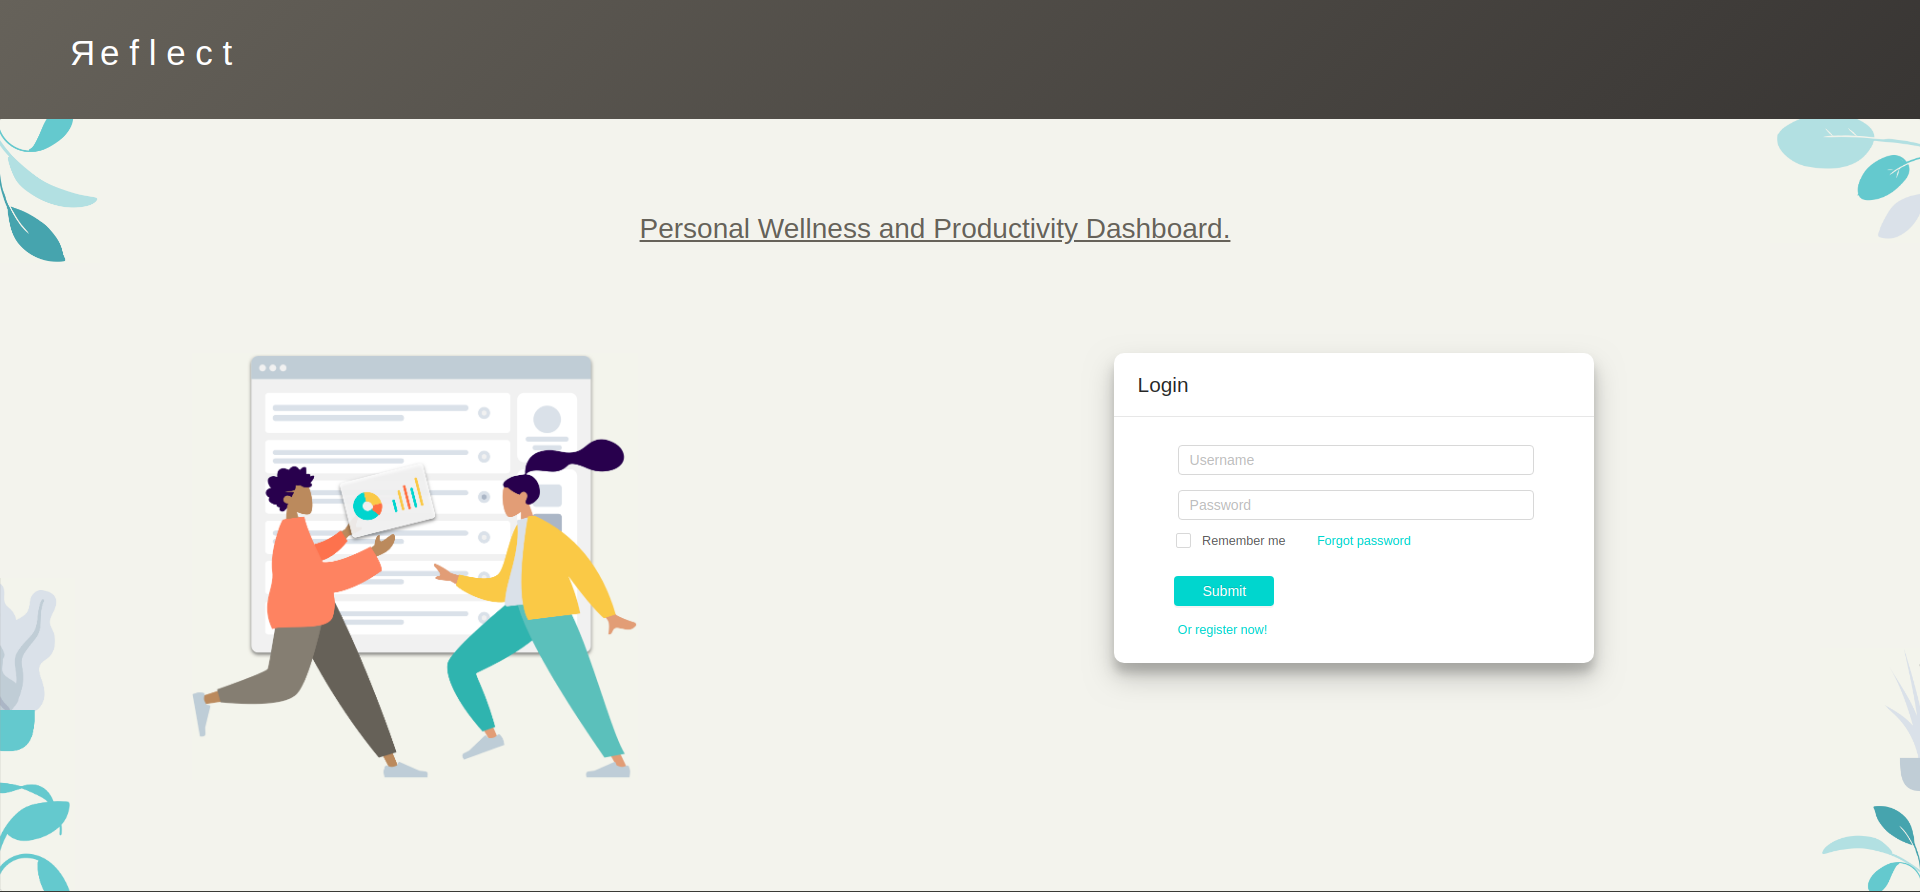 Яeflect
Personal Wellness and Productivity Dashboard.
Login
Username
Password
Remember me Forgot password
Submit
Or register now!